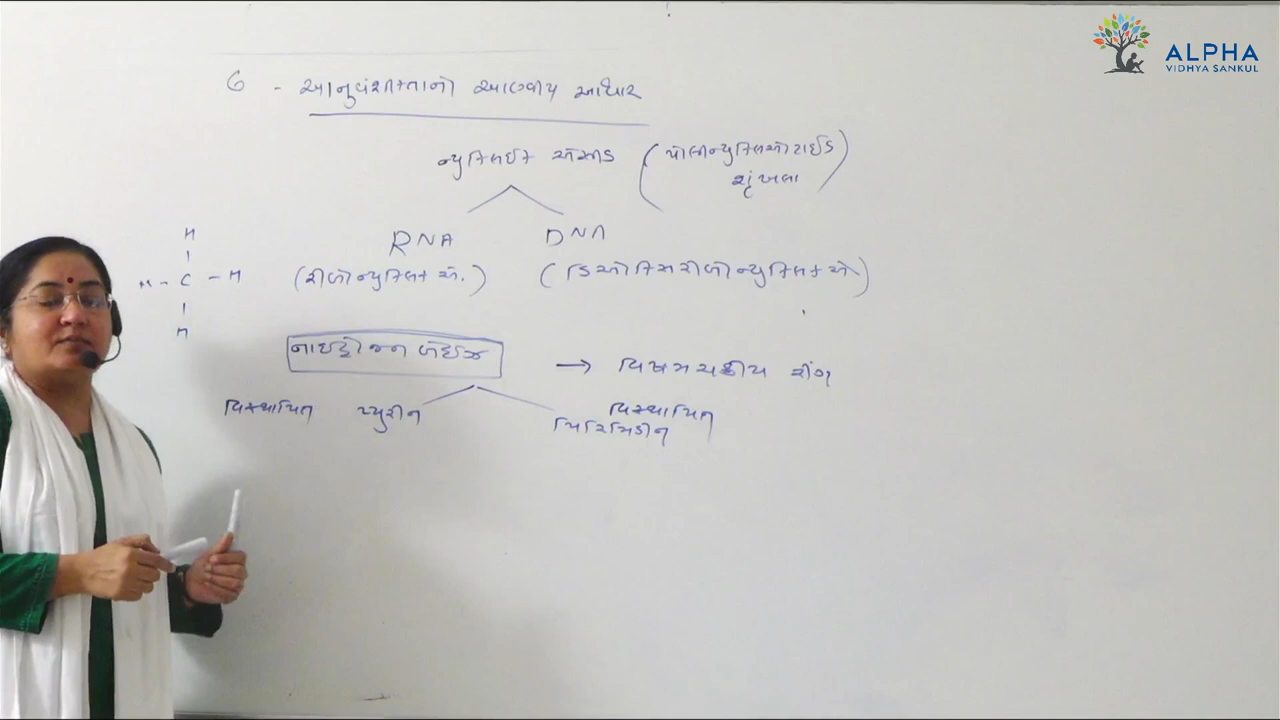 ALPHA
VIDHYA SANKUL
6 - આનુવંશિકતાનો આણ્વીય આધાર
ન્યુક્લિઈક એસિડ (પોલીન્યુક્લિઓટાઈડ
શૃંખલા)
RNA DNA
(રીબોન્યુક્લિક એ.) (ડિઓક્સિરીબોન્યુક્લિક એ)
H
H - C - H
H
નાઈટ્રોજન બેઈઝ → વિષમચક્રીય રીંગ
વિસ્થાપિત પ્યુરીન વિસ્થાપિત
પિરિમિડીન